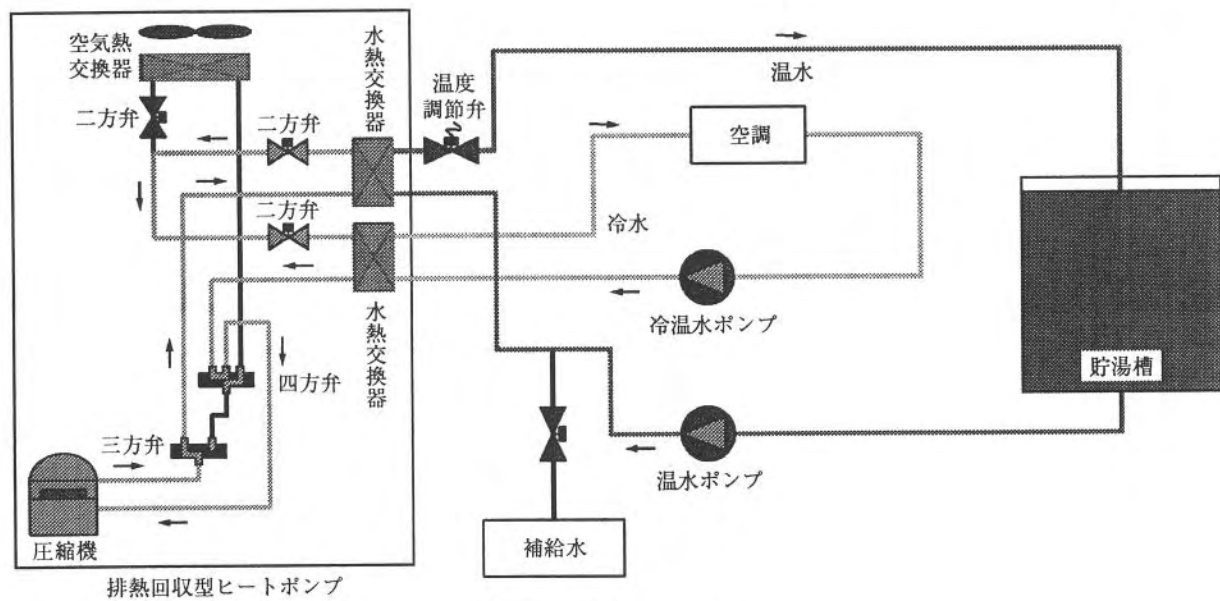 空気熱
交換器
二方弁
二方弁
二方弁
水熱交換器
水熱交換器
温度
調節弁
温水
空調
冷水
冷温水ポンプ
貯湯槽
四方弁
三方弁
圧縮機
温水ポンプ
補給水
排熱回収型ヒートポンプ